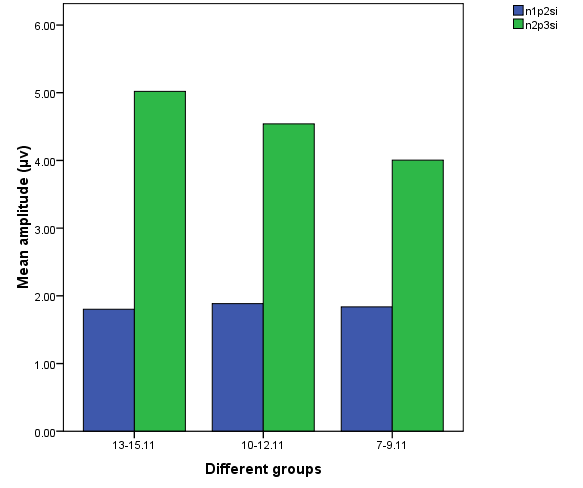 n1p2si
n2p3si
6.00
5.00
4.00
3.00
2.00
1.00
0.00
Mean amplitude (µv)
13-15.11 10-12.11 7-9.11
Different groups